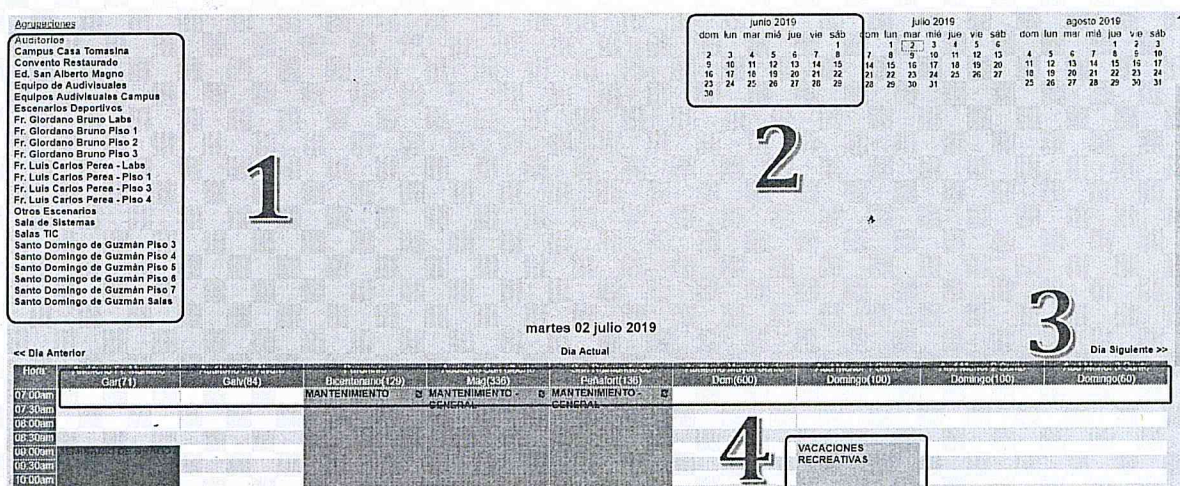 Agrupaciones
Auditorios
Campus Casa Tomasina
Convento Restaurado
Ed. San Alberto Magno
Equipo de Audivisuales
Equipos Audivisuales Campus
Escenarios Deportivos
Fr. Giordano Bruno Labs
Fr. Giordano Bruno Piso 1
Fr. Giordano Bruno Piso 2
Fr. Giordano Bruno Piso 3
Fr. Luis Carlos Perea - Labs
Fr. Luis Carlos Perea - Piso 1
Fr. Luis Carlos Perea - Piso 3
Fr. Luis Carlos Perea - Piso 4
Otros Escenarios
Sala de Sistemas
Salas TIC
Santo Domingo de Guzmán Piso 3
Santo Domingo de Guzmán Piso 4
Santo Domingo de Guzmán Piso 5
Santo Domingo de Guzmán Piso 6
Santo Domingo de Guzmán Piso 7
Santo Domingo de Guzmán Salas
1
junio 2019
dom lun mar mié jue vie sáb
1
2 3 4 5 6 7 8
9 10 11 12 13 14 15
16 17 18 19 20 21 22
23 24 25 26 27 28 29
30
julio 2019
dom lun mar mié jue vie sáb
1 2 3 4 5 6
7 8 9 10 11 12 13
14 15 16 17 18 19 20
21 22 23 24 25 26 27
28 29 30 31
agosto 2019
dom lun mar mié jue vie sáb
1 2 3
4 5 6 7 8 9 10
11 12 13 14 15 16 17
18 19 20 21 22 23 24
25 26 27 28 29 30 31
2
3
martes 02 julio 2019
<< Dia Anterior Dia Actual Dia Siguiente >>
Hora
Gar(71) Galv(84) Bicentenario(129) Mag(336) Peñafort(136) Dom(600) Domingo(100) Domingo(100) Domingo(60)
07:00am MANTENIMIENTO MANTENIMIENTO - GENERAL MANTENIMIENTO - GENERAL
07:30am
08:00am
08:30am
09:00am
09:30am
10:00am
4
VACACIONES
RECREATIVAS